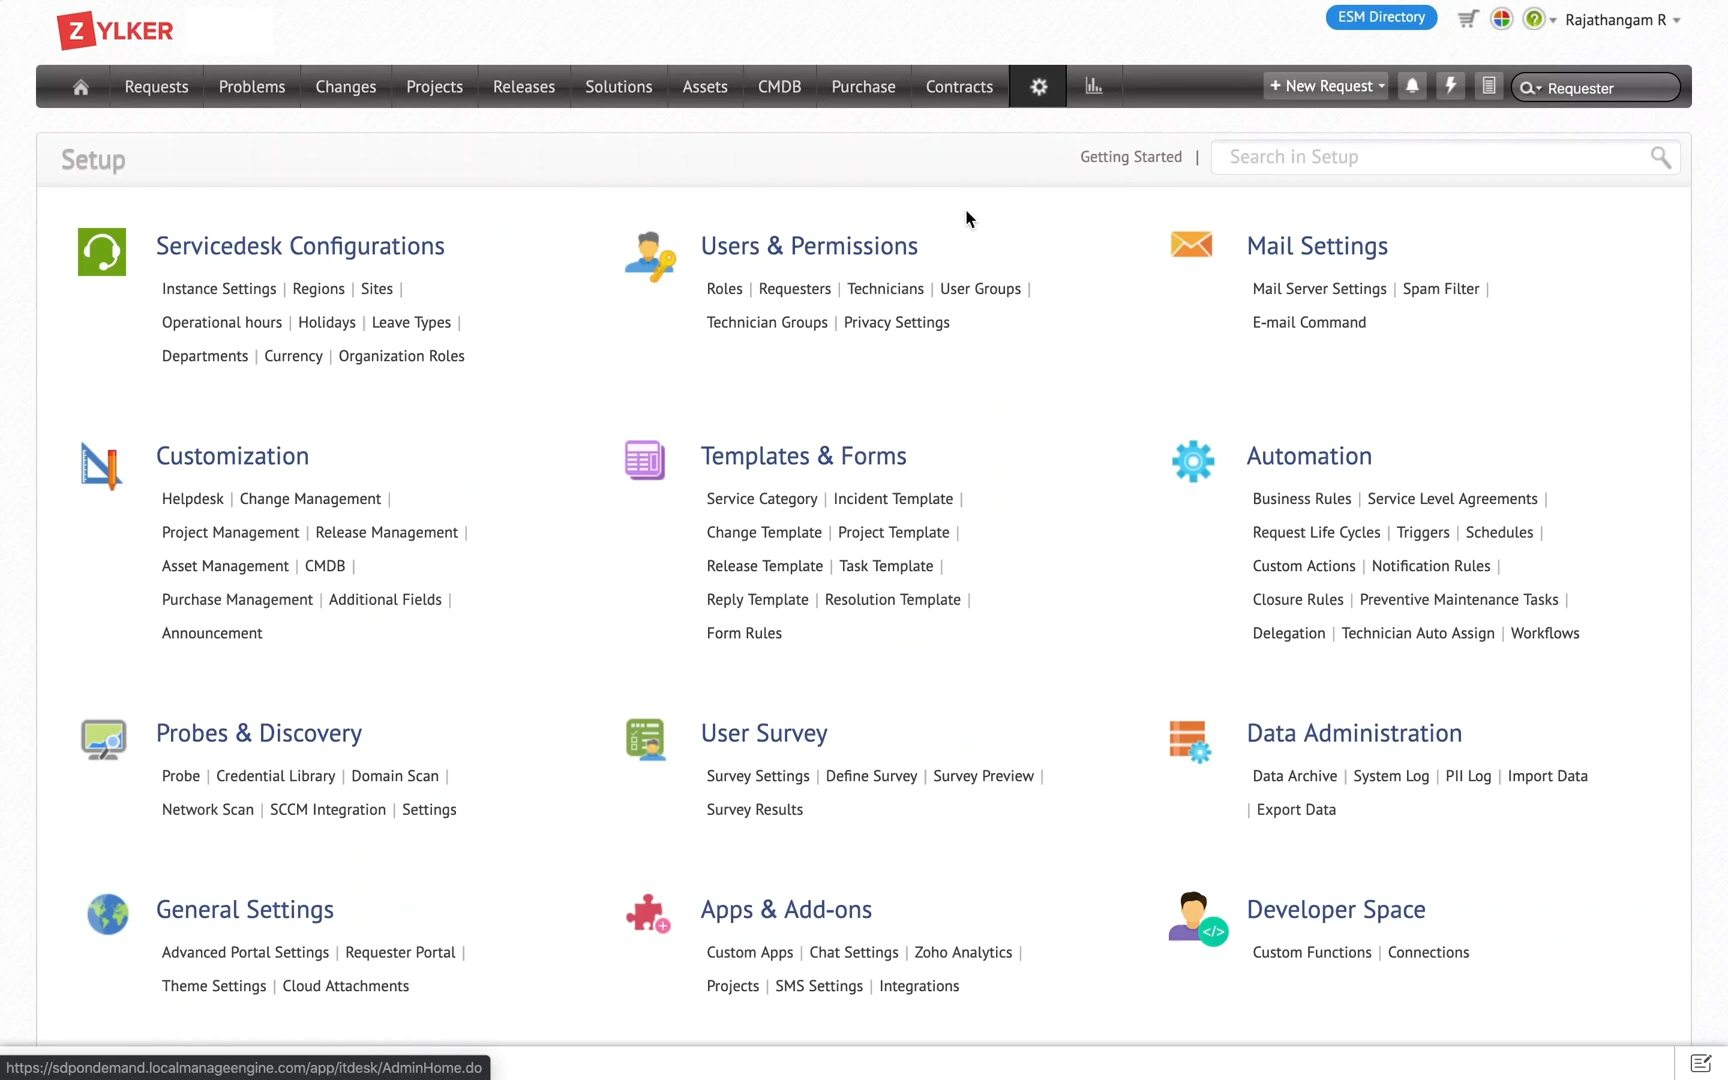 ZYLKER
ESM Directory
Rajathangam R
Requests Problems Changes Projects Releases Solutions Assets CMDB Purchase Contracts
+ New Request
Requester
Setup
Getting Started |
Search in Setup
Servicedesk Configurations
Instance Settings | Regions | Sites |
Operational hours | Holidays | Leave Types |
Departments | Currency | Organization Roles
Users & Permissions
Roles | Requesters | Technicians | User Groups |
Technician Groups | Privacy Settings
Mail Settings
Mail Server Settings | Spam Filter |
E-mail Command
Customization
Helpdesk | Change Management |
Project Management | Release Management |
Asset Management | CMDB |
Purchase Management | Additional Fields |
Announcement
Templates & Forms
Service Category | Incident Template |
Change Template | Project Template |
Release Template | Task Template |
Reply Template | Resolution Template |
Form Rules
Automation
Business Rules | Service Level Agreements |
Request Life Cycles | Triggers | Schedules |
Custom Actions | Notification Rules |
Closure Rules | Preventive Maintenance Tasks |
Delegation | Technician Auto Assign | Workflows
Probes & Discovery
Probe | Credential Library | Domain Scan |
Network Scan | SCCM Integration | Settings
User Survey
Survey Settings | Define Survey | Survey Preview |
Survey Results
Data Administration
Data Archive | System Log | PII Log | Import Data
| Export Data
General Settings
Advanced Portal Settings | Requester Portal |
Theme Settings | Cloud Attachments
Apps & Add-ons
Custom Apps | Chat Settings | Zoho Analytics |
Projects | SMS Settings | Integrations
Developer Space
Custom Functions | Connections
https://sdpondemand.localmanageengine.com/app/itdesk/AdminHome.do